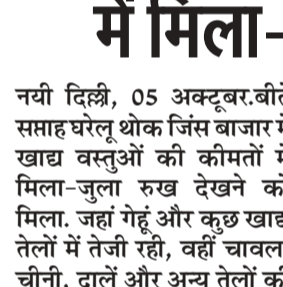 में मिला-
नयी दिल्ली, 05 अक्टूबर.बीते
सप्ताह घरेलू थोक जिंस बाजार में
खाद्य वस्तुओं की कीमतों में
मिला-जुला रुख देखने को
मिला. जहां गेहूं और कुछ खाद्य
तेलों में तेजी रही, वहीं चावल
चीनी, दालें और अन्य तेलों की